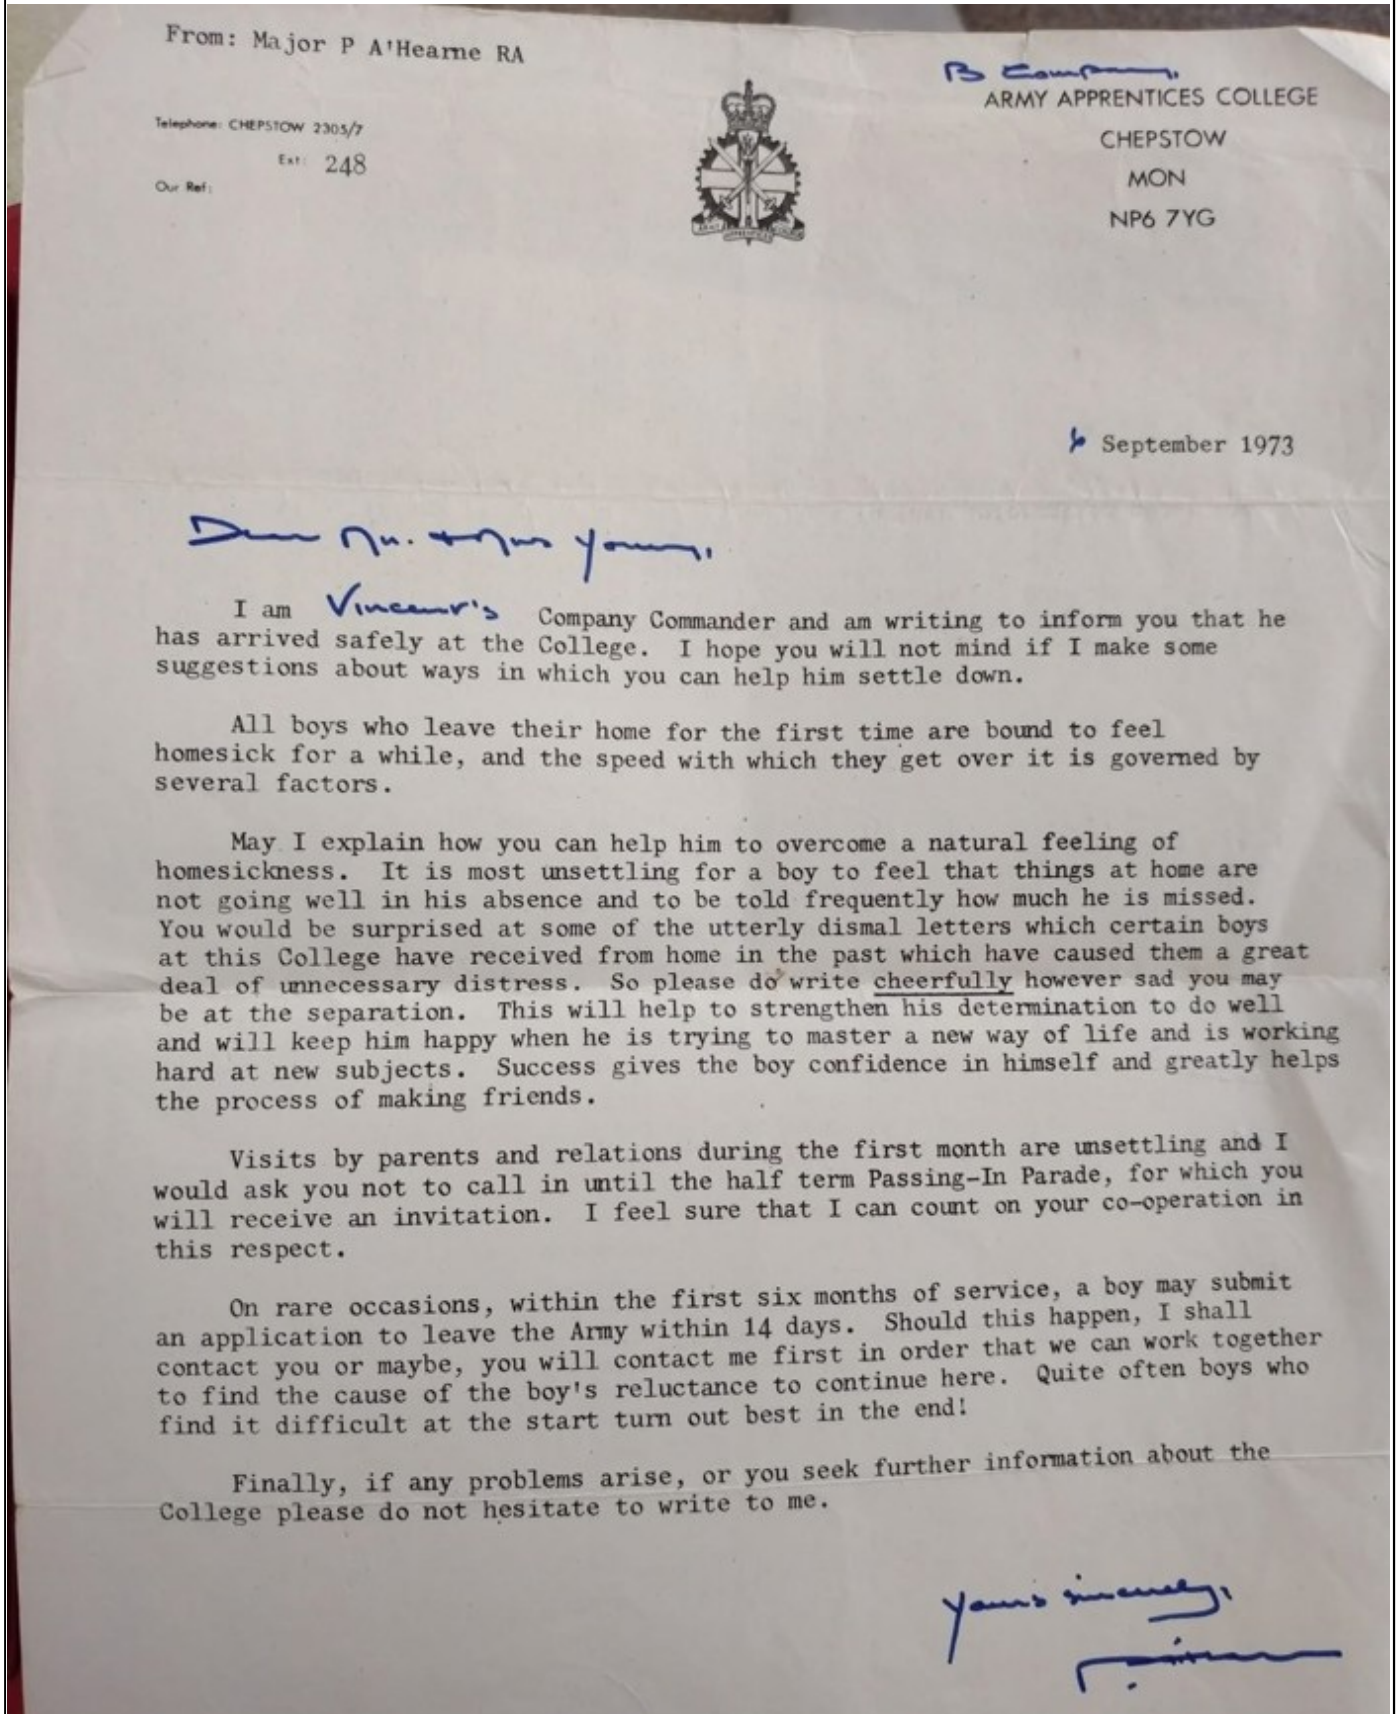 From: Major P A'Hearne RA
B Company,
ARMY APPRENTICES COLLEGE
CHEPSTOW
MON
NP6 7YG
Telephone: CHEPSTOW 2305/7
Ext: 248
Our Ref:
ARMY APPRENTICES COLLEGE
September 1973
Dear Mr. & Mrs Young,
I am Vincent's Company Commander and am writing to inform you that he
has arrived safely at the College. I hope you will not mind if I make some
suggestions about ways in which you can help him settle down.
All boys who leave their home for the first time are bound to feel
homesick for a while, and the speed with which they get over it is governed by
several factors.
May I explain how you can help him to overcome a natural feeling of
homesickness. It is most unsettling for a boy to feel that things at home are
not going well in his absence and to be told frequently how much he is missed.
You would be surprised at some of the utterly dismal letters which certain boys
at this College have received from home in the past which have caused them a great
deal of unnecessary distress. So please do write cheerfully however sad you may
be at the separation. This will help to strengthen his determination to do well
and will keep him happy when he is trying to master a new way of life and is working
hard at new subjects. Success gives the boy confidence in himself and greatly helps
the process of making friends.
Visits by parents and relations during the first month are unsettling and I
would ask you not to call in until the half term Passing-In Parade, for which you
will receive an invitation. I feel sure that I can count on your co-operation in
this respect.
On rare occasions, within the first six months of service, a boy may submit
an application to leave the Army within 14 days. Should this happen, I shall
contact you or maybe, you will contact me first in order that we can work together
to find the cause of the boy's reluctance to continue here. Quite often boys who
find it difficult at the start turn out best in the end!
Finally, if any problems arise, or you seek further information about the
College please do not hesitate to write to me.
Yours sincerely,